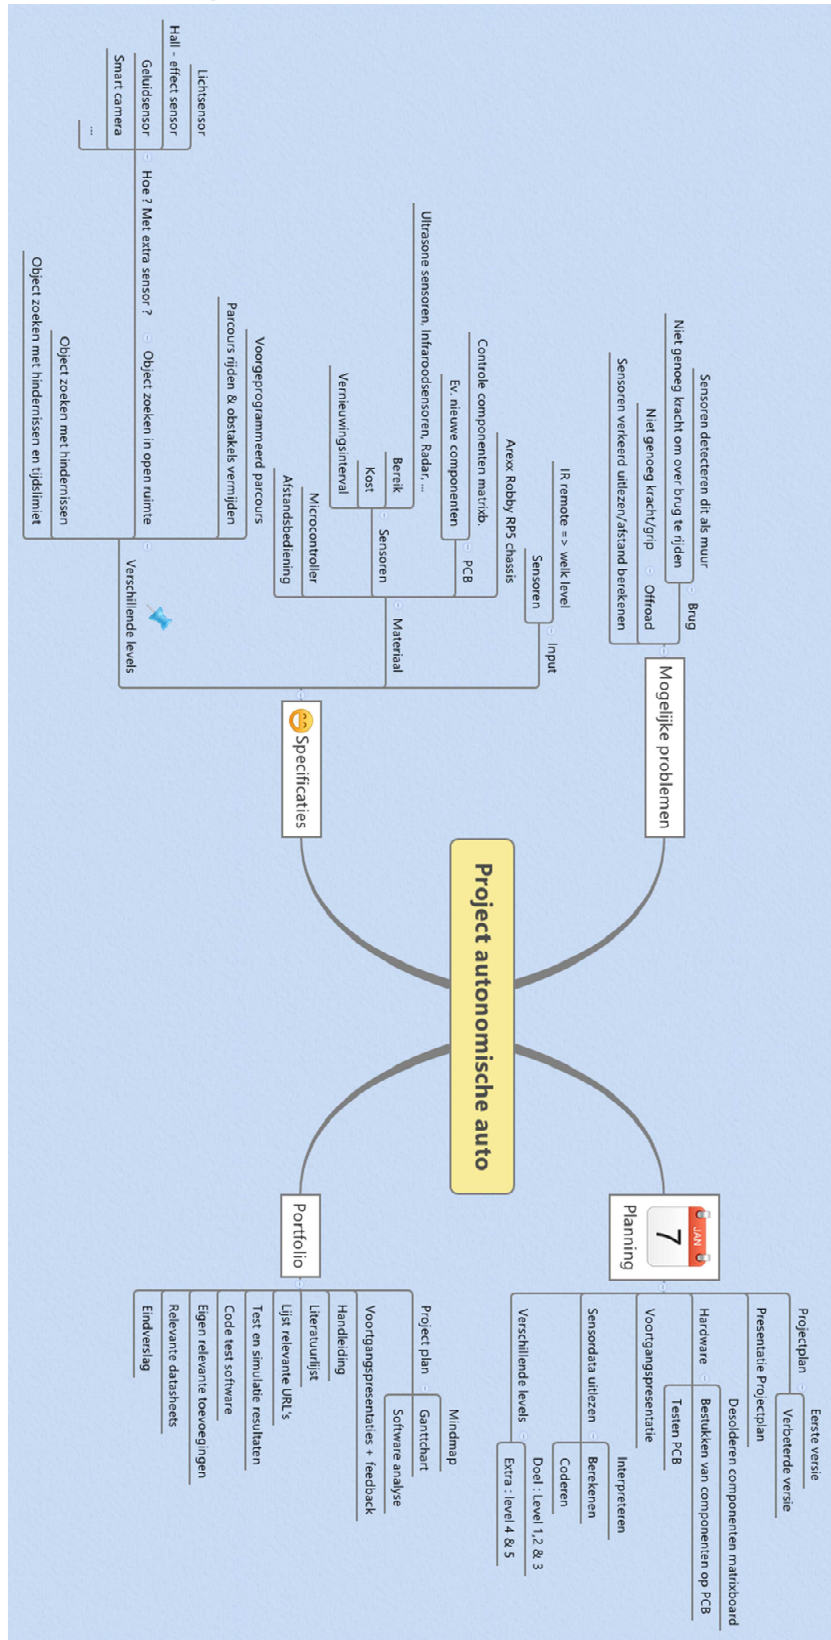 Project autonomische auto
Mogelijke problemen
Brug
Sensoren detecteren dit als muur
Niet genoeg kracht om over brug te rijden
Offroad
Niet genoeg kracht/grip
Sensoren verkeerd uitlezen/afstand berekenen
Specificaties
Input
IR remote => welk level
Sensoren
Materiaal
Arexx Robby RP5 chassis
PCB
Controle componenten matrixb.
Ev. nieuwe componenten
Sensoren
Ultrasone sensoren, Infraroodsensoren, Radar, ...
Bereik
Kost
Vernieuwingsinterval
Microcontroller
Afstandsbediening
Verschillende levels
Voorgeprogrammeerd parcours
Parcours rijden & obstakels vermijden
Object zoeken in open ruimte
Hoe ? Met extra sensor ?
Lichtsensor
Hall - effect sensor
Geluidsensor
Smart camera
...
Object zoeken met hindernissen
Object zoeken met hindernissen en tijdslimiet
JAN
7
Planning
Projectplan
Eerste versie
Verbeterde versie
Presentatie Projectplan
Hardware
Desolderen componenten matrixboard
Bestukken van componenten op PCB
Testen PCB
Voortgangspresentatie
Sensordata uitlezen
Interpreteren
Berekenen
Coderen
Verschillende levels
Doel : Level 1,2 & 3
Extra : level 4 & 5
Portfolio
Project plan
Mindmap
Ganttchart
Software analyse
Voortgangspresentaties + feedback
Handleiding
Literatuurlijst
Lijst relevante URL's
Test en simulatie resultaten
Code test software
Eigen relevante toevoegingen
Relevante datasheets
Eindverslag